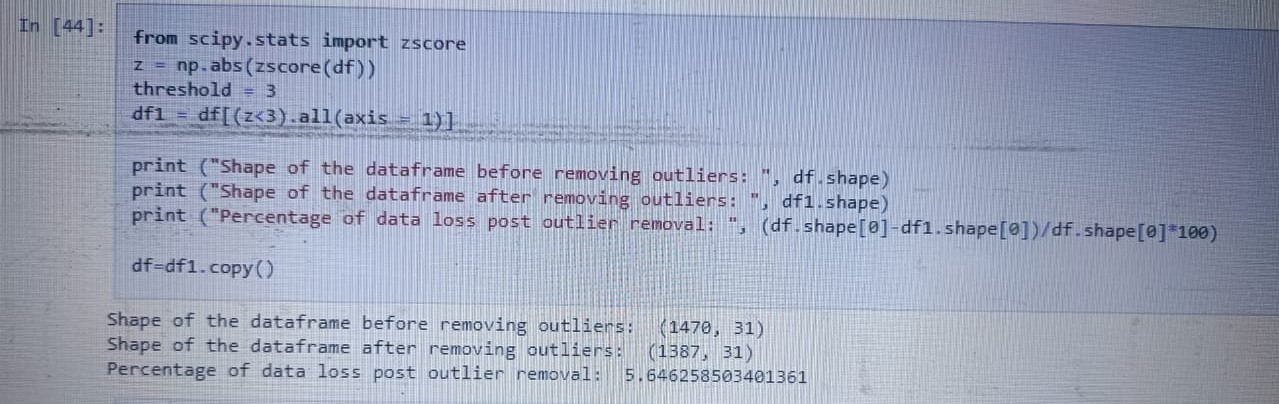 In [44]:
from scipy.stats import zscore
z = np.abs(zscore(df))
threshold = 3
df1 = df[(z<3).all(axis = 1)]
print ("Shape of the dataframe before removing outliers: ", df.shape)
print ("Shape of the dataframe after removing outliers: ", df1.shape)
print ("Percentage of data loss post outlier removal: ", (df.shape[0]-df1.shape[0])/df.shape[0]*100)
df=df1.copy()
Shape of the dataframe before removing outliers:  (1470, 31)
Shape of the dataframe after removing outliers:  (1387, 31)
Percentage of data loss post outlier removal:  5.646258503401361